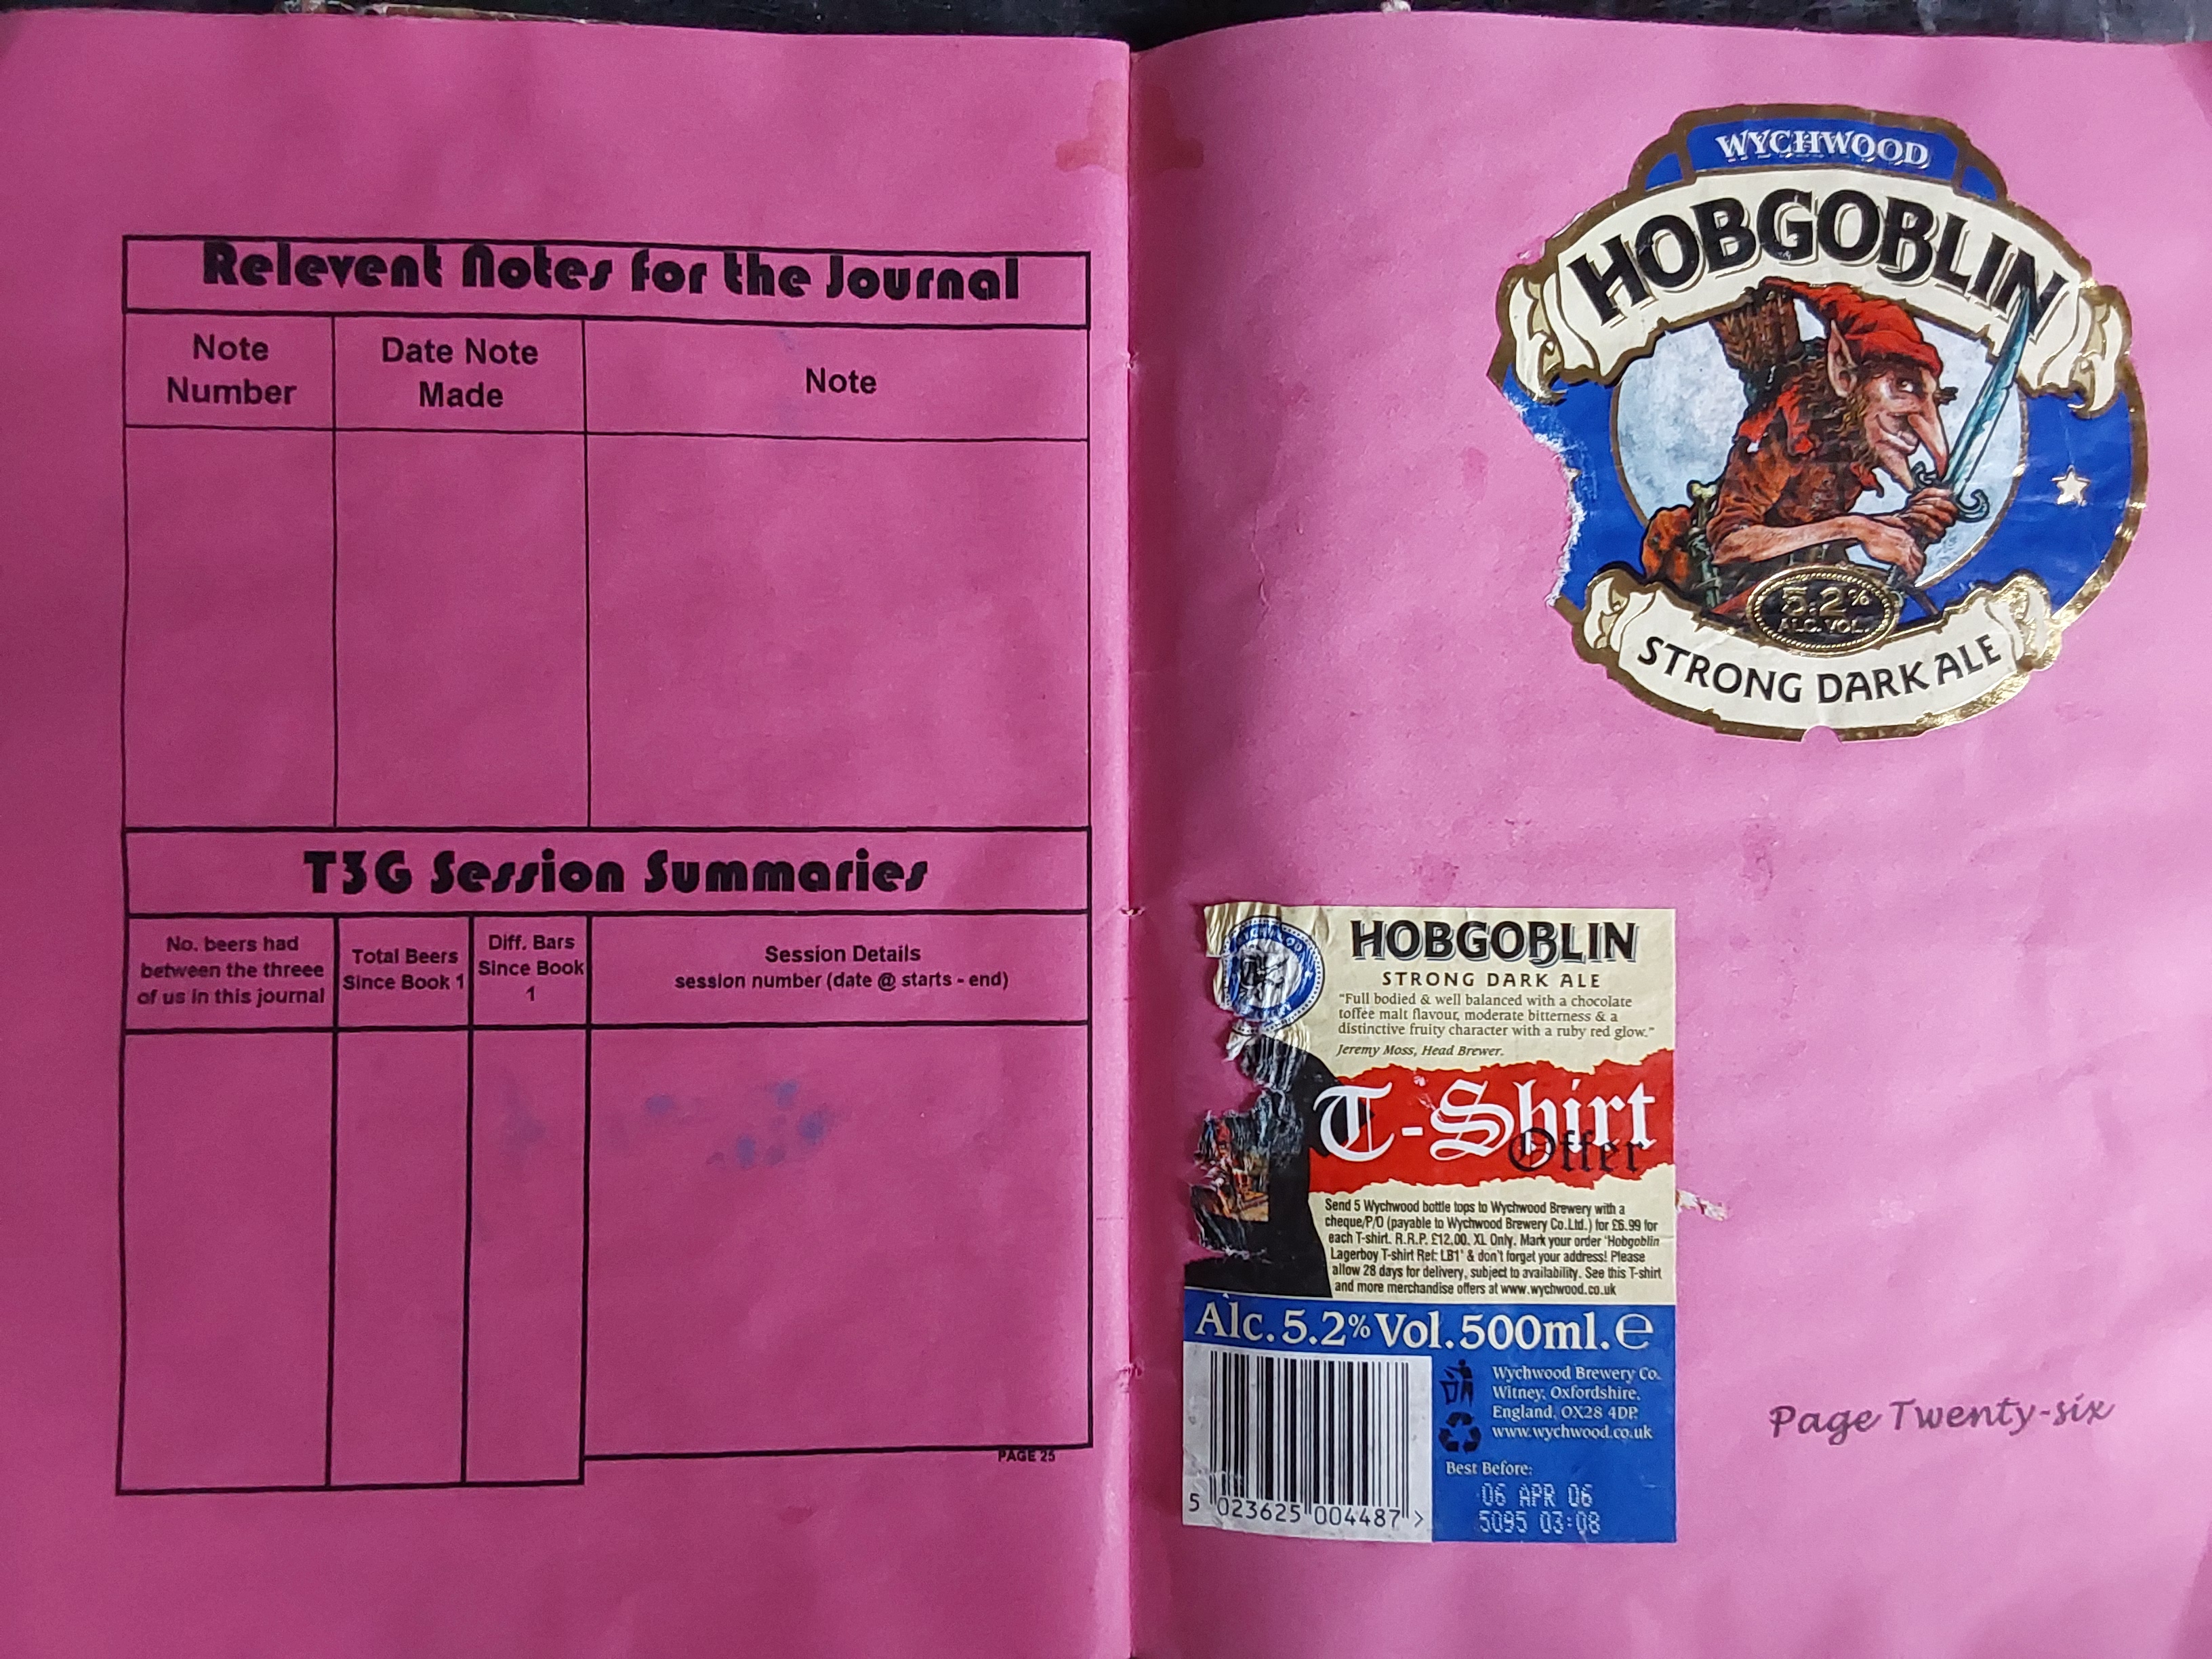 Relevent Notes for the Journal
Note
Number
Date Note
Made
Note
T3G Session Summaries
No. beers had
between the threee
of us in this journal
Total Beers
Since Book 1
Diff. Bars
Since Book
1
Session Details
session number (date @ starts - end)
PAGE 25
WYCHWOOD
HOBGOBLIN
5.2%
ALC. VOL.
STRONG DARK ALE
WYCHWOOD
HOBGOBLIN
STRONG DARK ALE
"Full bodied & well balanced with a chocolate
toffee malt flavour, moderate bitterness & a
distinctive fruity character with a ruby red glow."
Jeremy Moss, Head Brewer.
T-Shirt
Offer
Send 5 Wychwood bottle tops to Wychwood Brewery with a
cheque/P/O (payable to Wychwood Brewery Co.Ltd.) for £6.99 for
each T-shirt. R.R.P. £12.00. XL Only. Mark your order 'Hobgoblin
Lagerboy T-shirt Ref: LB1' & don't forget your address! Please
allow 28 days for delivery, subject to availability. See this T-shirt
and more merchandise offers at www.wychwood.co.uk
Alc. 5.2% Vol. 500ml. e
Wychwood Brewery Co.
Witney, Oxfordshire,
England, OX28 4DP.
www.wychwood.co.uk
Best Before:
06 APR 06
5095 03:08
5 023625 004487 >
Page Twenty-six